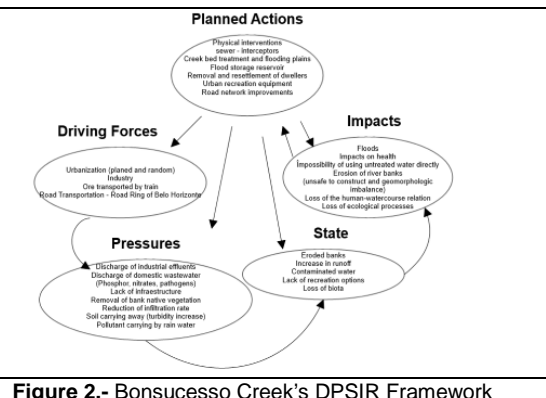 Planned Actions
Physical interventions
sewer - interceptors
Creek bed treatment and flooding plains
Flood storage reservoir
Removal and resettlement of dwellers
Urban recreation equipment
Road network improvements
Driving Forces
Urbanization (planed and random)
Industry
Ore transported by train
Road Transportation - Road Ring of Belo Horizonte
Impacts
Floods
Impacts on health
Impossibility of using untreated water directly
Erosion of river banks
(unsafe to construct and geomorphologic
imbalance)
Loss of the human-watercourse relation
Loss of ecological processes
Pressures
Discharge of industrial effluents
Discharge of domestic wastewater
(Phosphor, nitrates, pathogens)
Lack of infraestructure
Removal of bank native vegetation
Reduction of infiltration rate
Soil carrying away (turbidity increase)
Pollutant carrying by rain water
State
Eroded banks
Increase in runoff
Contaminated water
Lack of recreation options
Loss of biota
Figure 2.- Bonsucesso Creek's DPSIR Framework